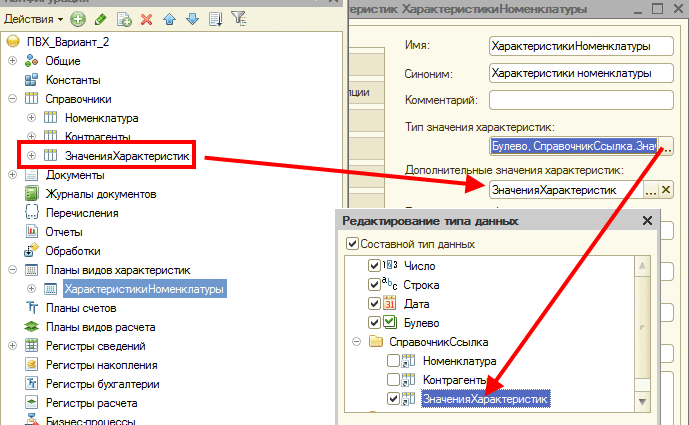 Конфигурация
Действия
ПВХ_Вариант_2
Общие
Константы
Справочники
Номенклатура
Контрагенты
ЗначенияХарактеристик
Документы
Журналы документов
Перечисления
Отчеты
Обработки
Планы видов характеристик
ХарактеристикиНоменклатуры
Планы счетов
Планы видов расчета
Регистры сведений
Регистры накопления
Регистры бухгалтерии
Регистры расчета
Бизнес-процессы
еристик ХарактеристикиНоменклатуры
пции
Имя: ХарактеристикиНоменклатуры
Синоним: Характеристики номенклатуры
Комментарий:
Тип значения характеристик:
Булево, СправочникСсылка.Знач ...
Дополнительные значения характеристик:
ЗначенияХарактеристик ... x
Редактирование типа данных
Составной тип данных
Число
Строка
Дата
Булево
СправочникСсылка
Номенклатура
Контрагенты
ЗначенияХарактеристик